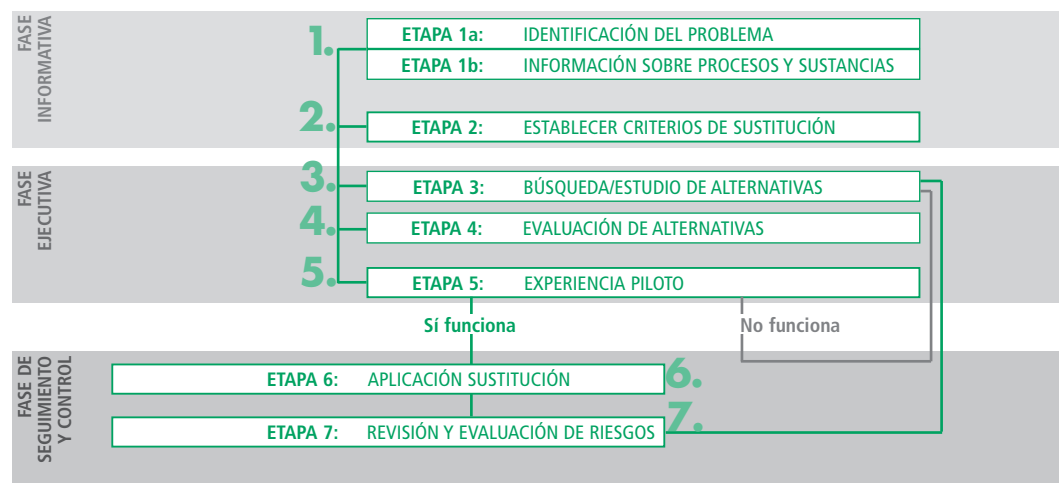 FASE
INFORMATIVA
1.
ETAPA 1a: IDENTIFICACIÓN DEL PROBLEMA
ETAPA 1b: INFORMACIÓN SOBRE PROCESOS Y SUSTANCIAS
2.
ETAPA 2: ESTABLECER CRITERIOS DE SUSTITUCIÓN
FASE
EJECUTIVA
3.
ETAPA 3: BÚSQUEDA/ESTUDIO DE ALTERNATIVAS
4.
ETAPA 4: EVALUACIÓN DE ALTERNATIVAS
5.
ETAPA 5: EXPERIENCIA PILOTO
Sí funciona
No funciona
FASE DE
SEGUIMIENTO
Y CONTROL
ETAPA 6: APLICACIÓN SUSTITUCIÓN
6.
ETAPA 7: REVISIÓN Y EVALUACIÓN DE RIESGOS
7.